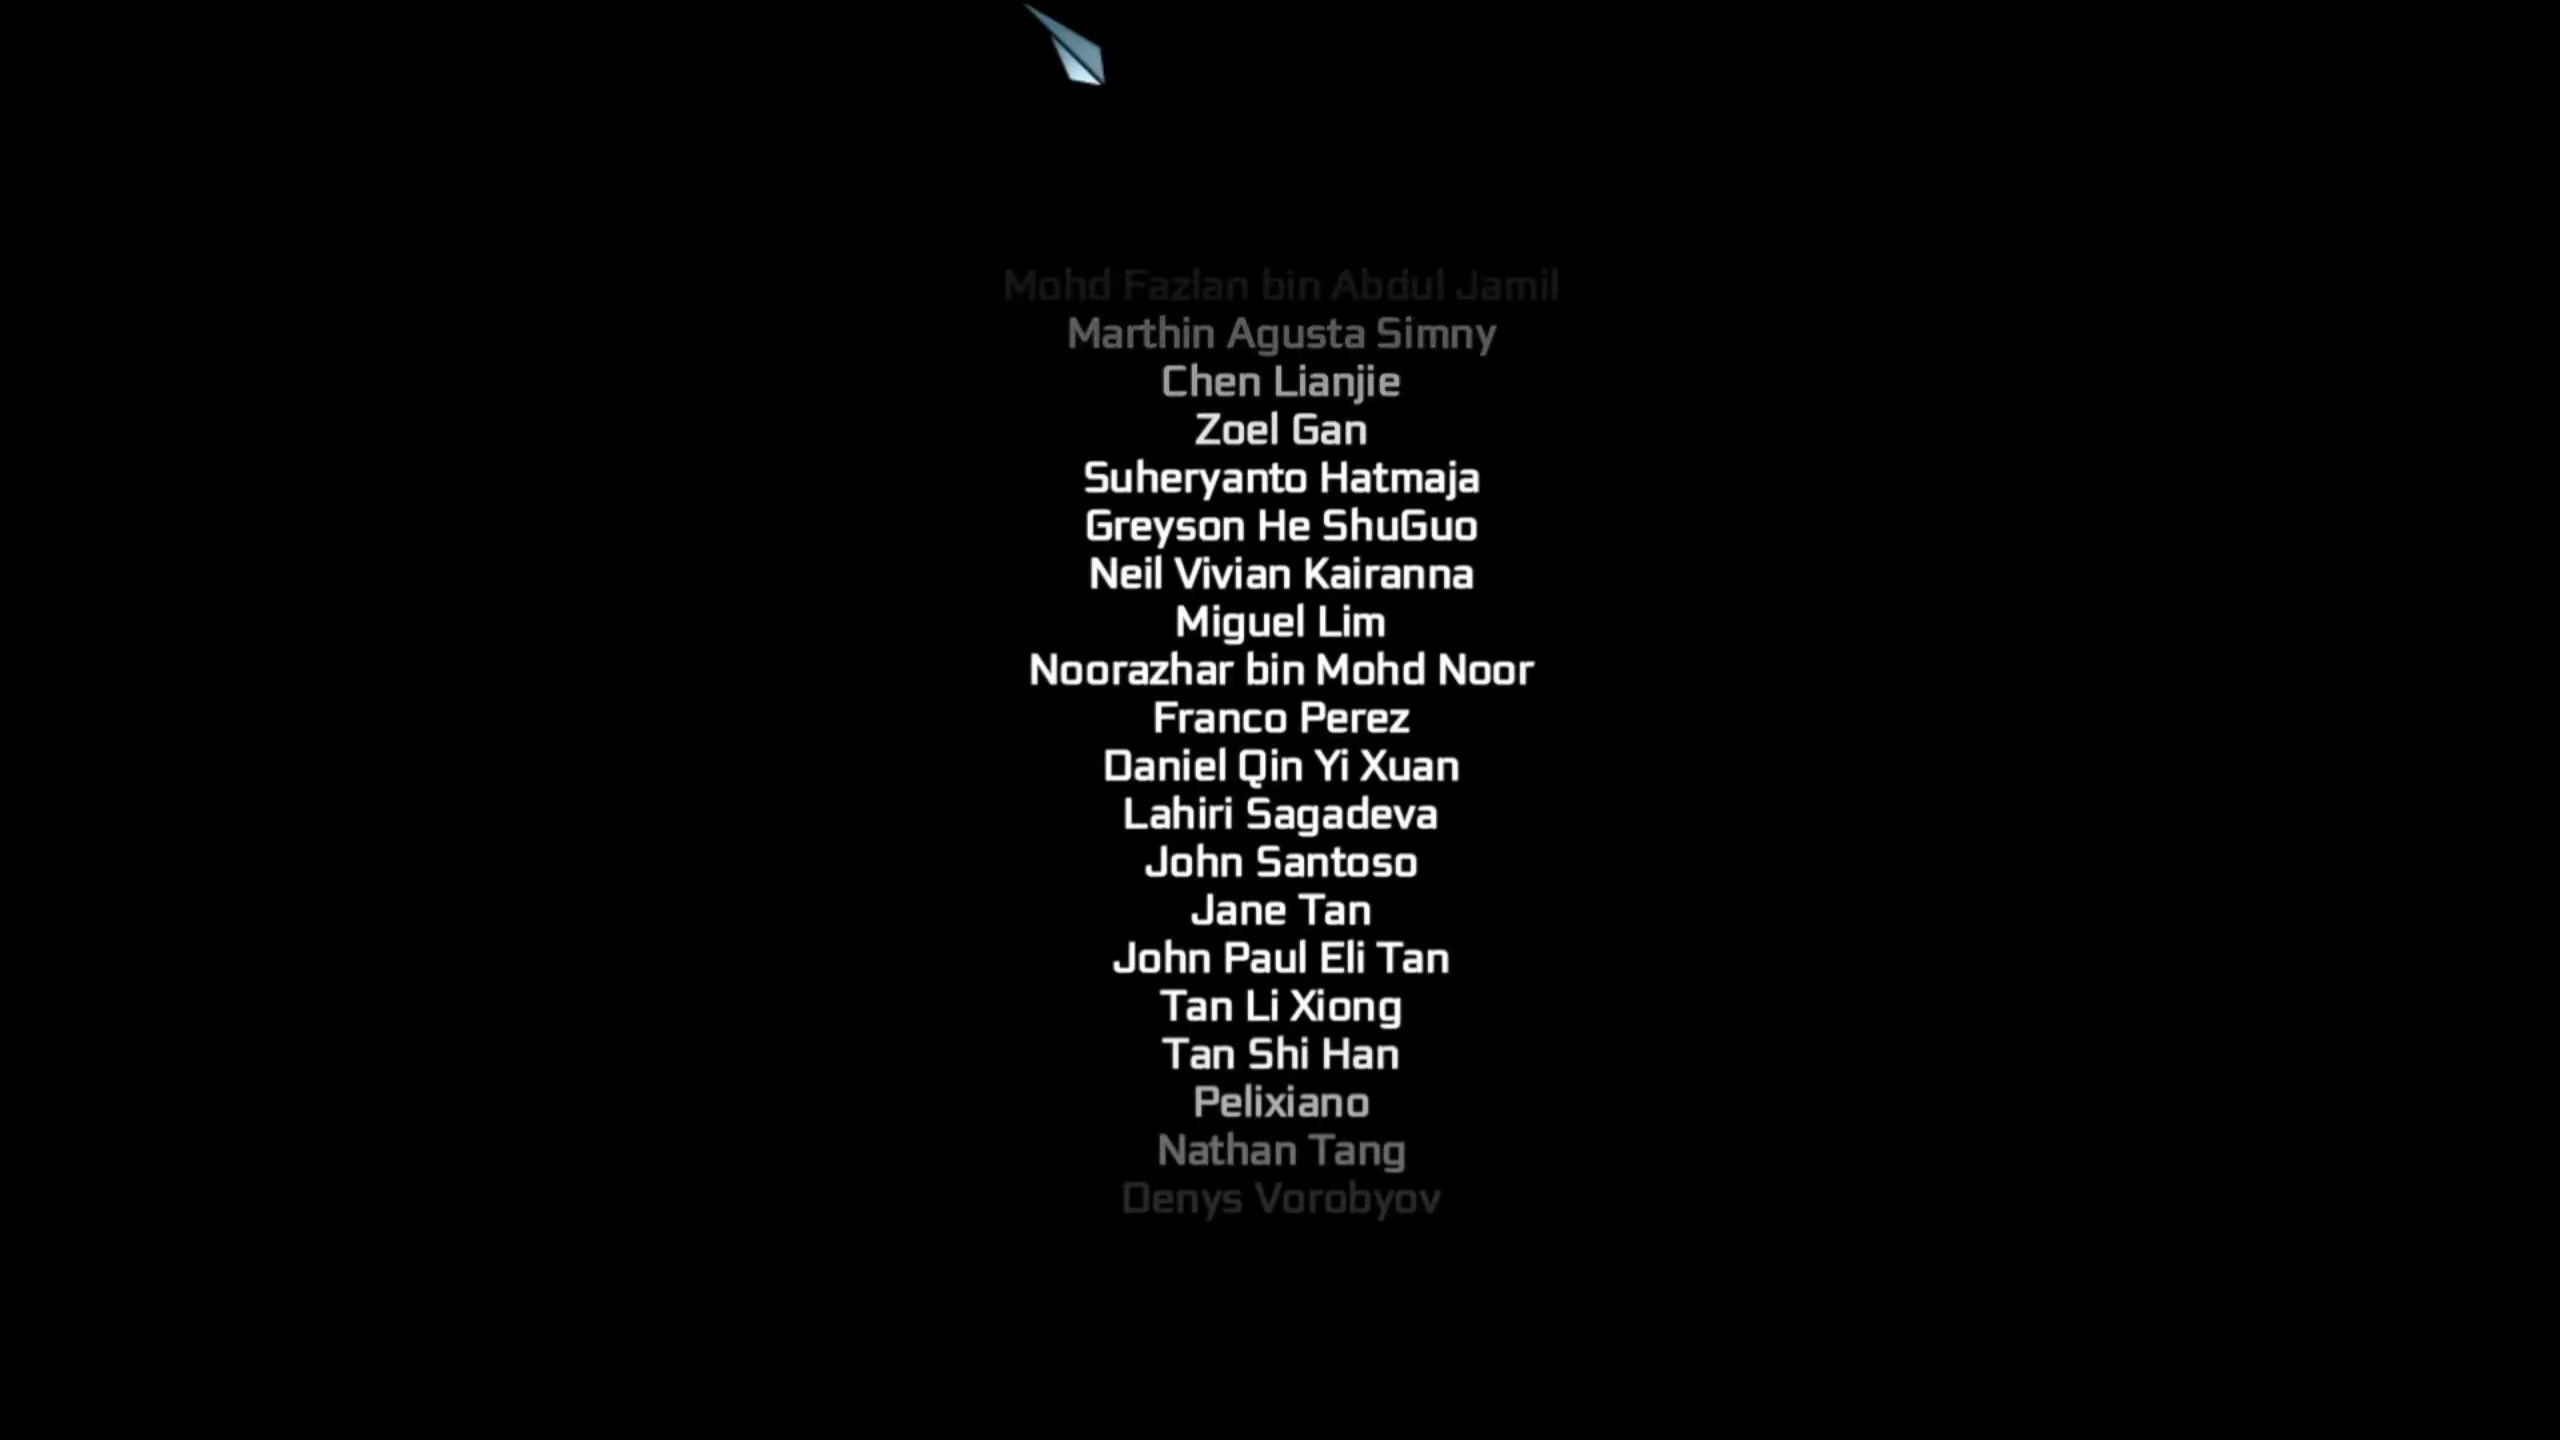 Mohd Fazlan bin Abdul Jamil
Marthin Agusta Simny
Chen Lianjie
Zoel Gan
Suheryanto Hatmaja
Greyson He ShuGuo
Neil Vivian Kairanna
Miguel Lim
Noorazhar bin Mohd Noor
Franco Perez
Daniel Qin Yi Xuan
Lahiri Sagadeva
John Santoso
Jane Tan
John Paul Eli Tan
Tan Li Xiong
Tan Shi Han
Pelixiano
Nathan Tang
Denys Vorobyov